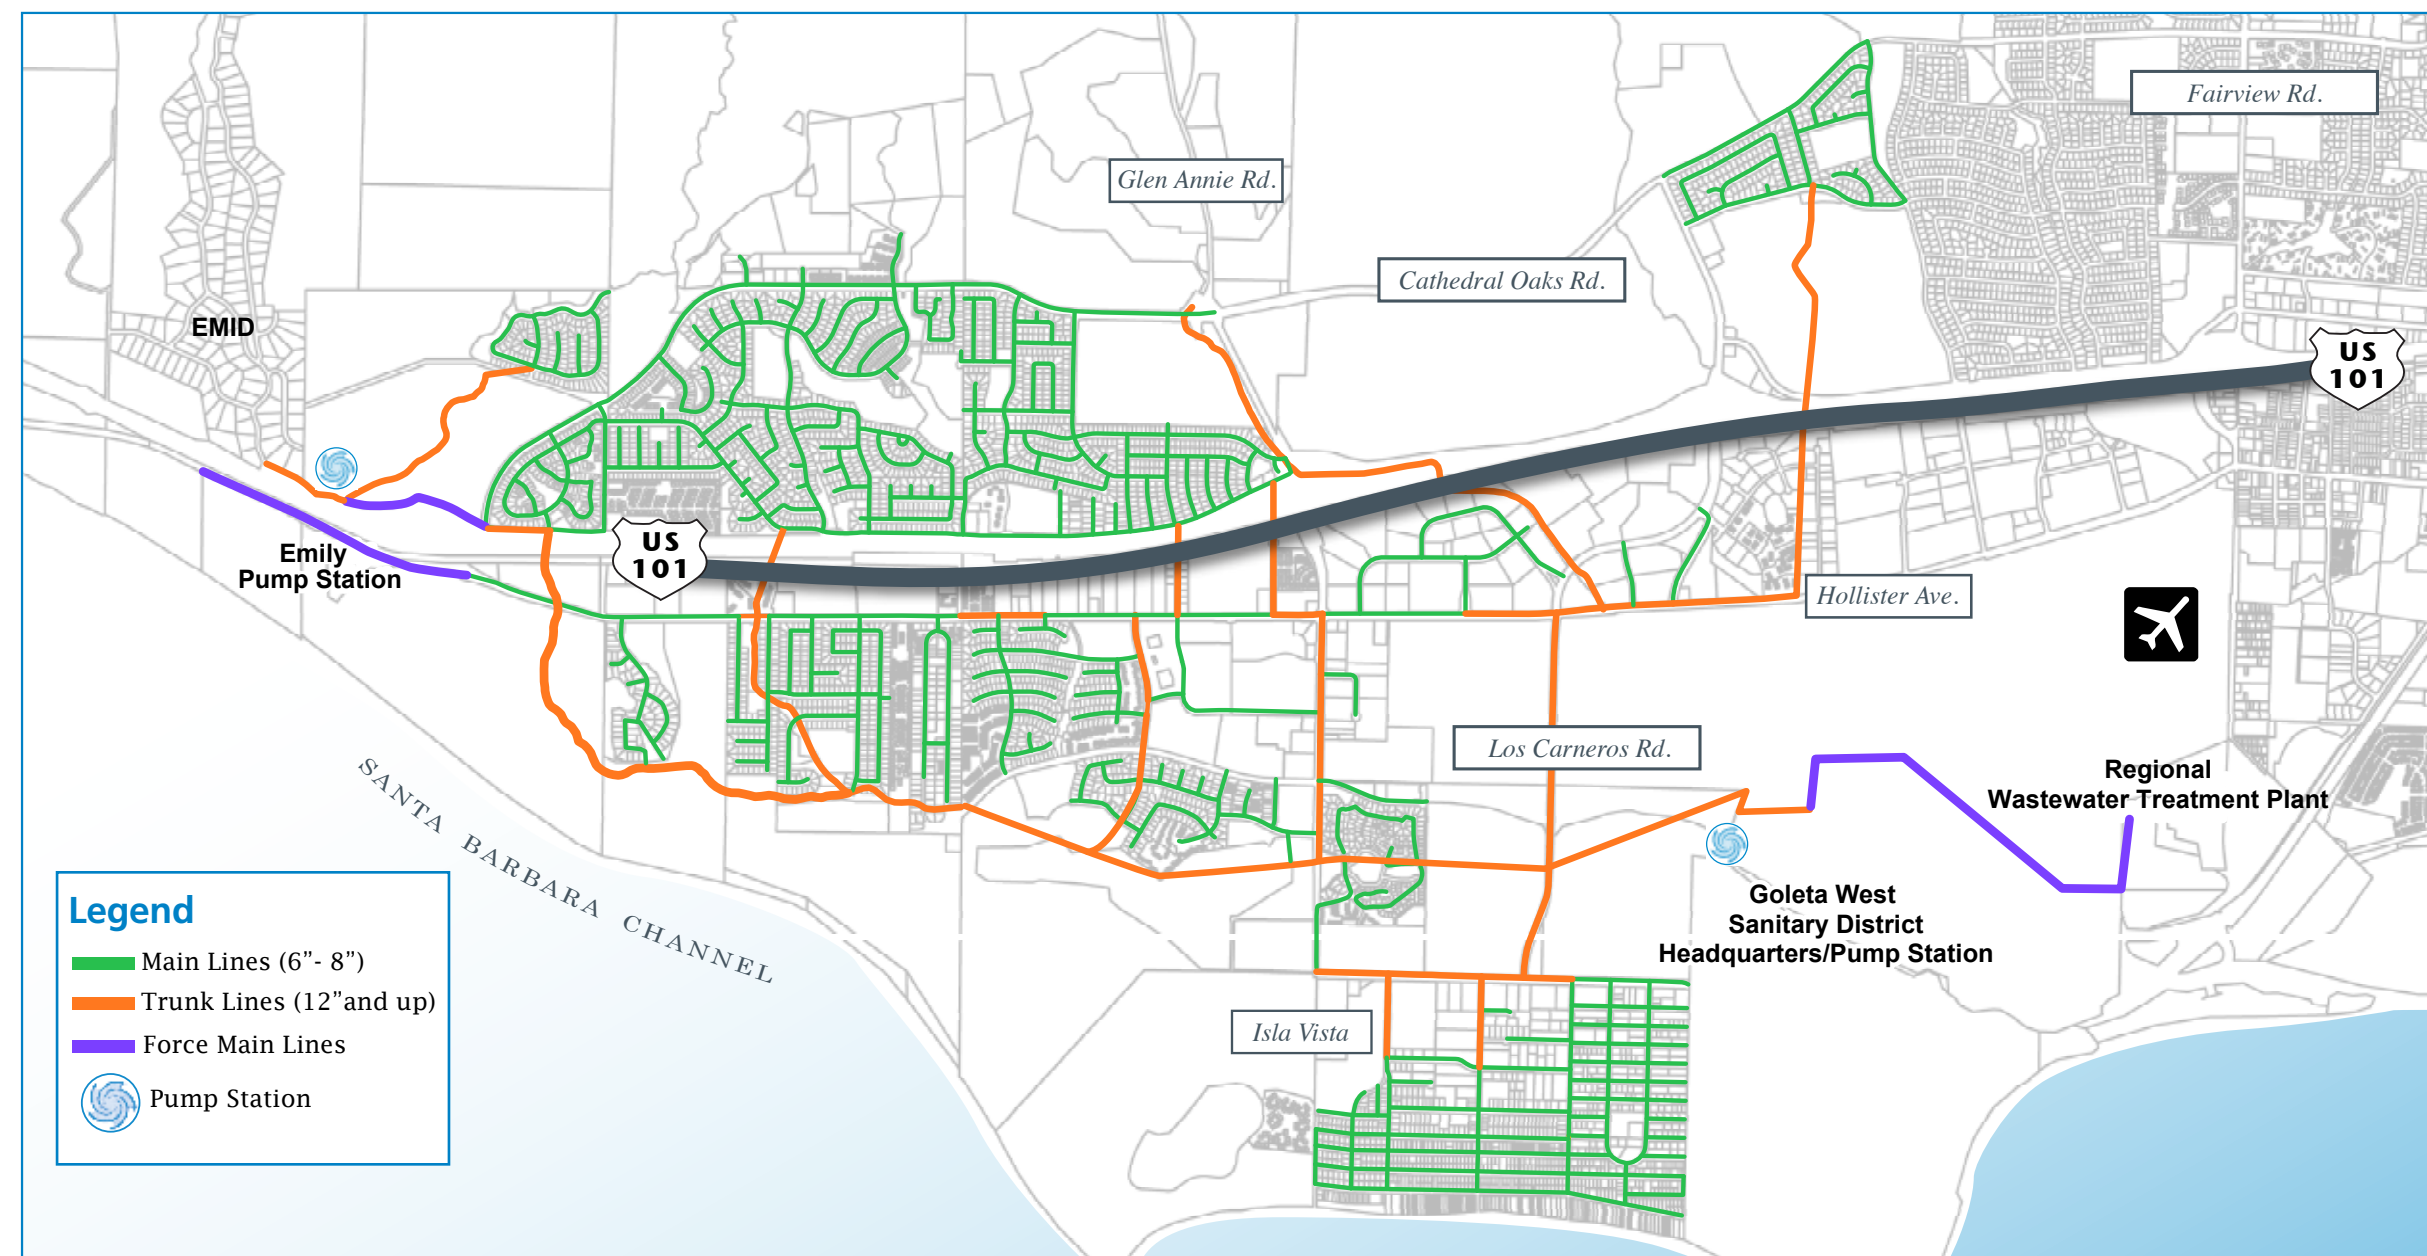 Fairview Rd.
Glen Annie Rd.
Cathedral Oaks Rd.
EMID
US
101
US
101
Emily
Pump Station
Hollister Ave.
Los Carneros Rd.
Regional
Wastewater Treatment Plant
SANTA BARBARA CHANNEL
Goleta West
Sanitary District
Headquarters/Pump Station
Isla Vista
Legend
Main Lines (6”- 8”)
Trunk Lines (12”and up)
Force Main Lines
Pump Station